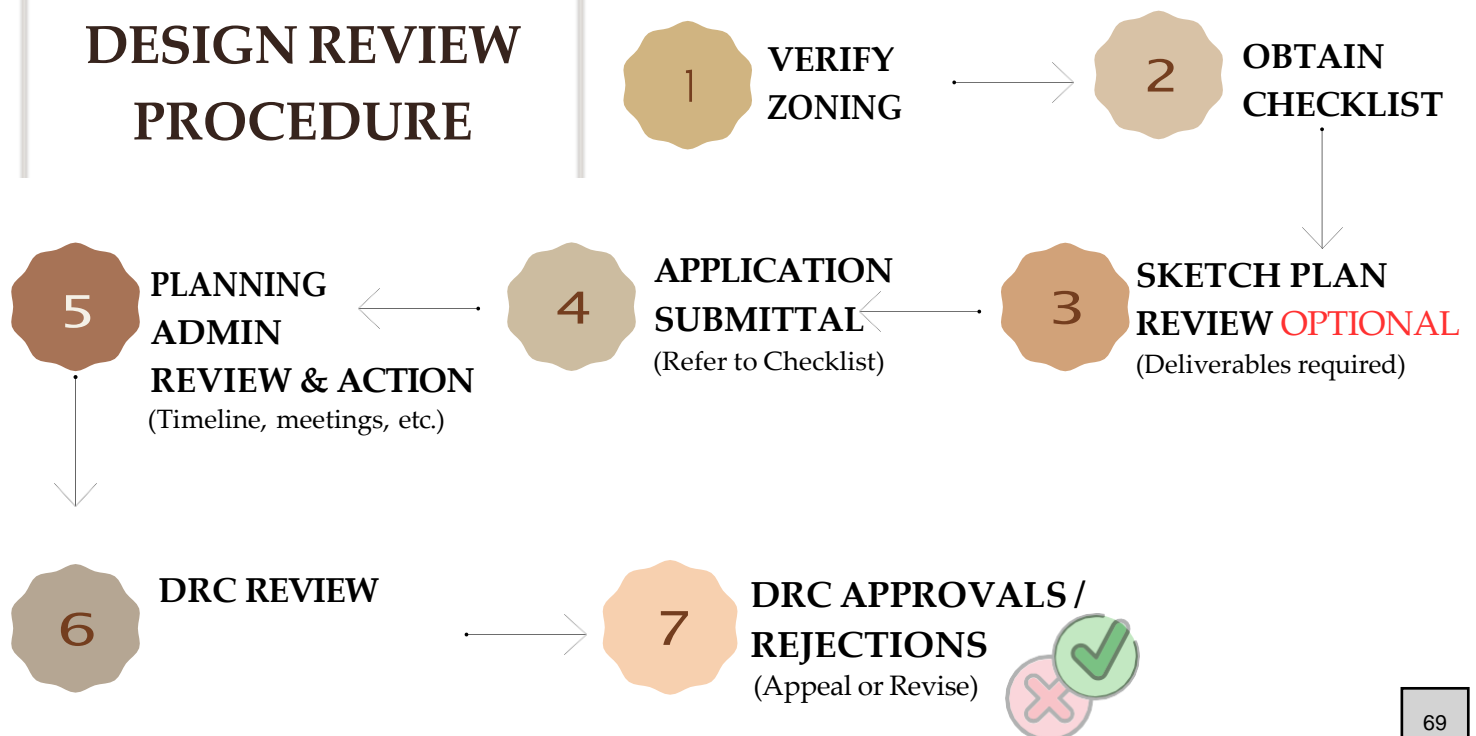 DESIGN REVIEW
PROCEDURE
1
VERIFY
ZONING
2
OBTAIN
CHECKLIST
3
SKETCH PLAN
REVIEW OPTIONAL
(Deliverables required)
4
APPLICATION
SUBMITTAL
(Refer to Checklist)
5
PLANNING
ADMIN
REVIEW & ACTION
(Timeline, meetings, etc.)
6
DRC REVIEW
7
DRC APPROVALS /
REJECTIONS
(Appeal or Revise)
69